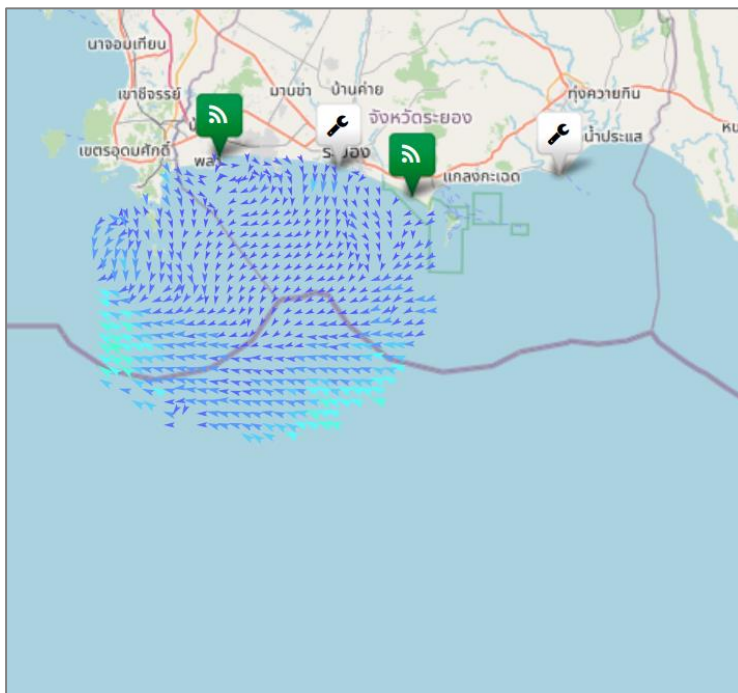 นาจอมเทียน
เขาชีจรรย์
มาบข่า
บ้านค่าย
ทุ่งควายกิน
จังหวัดระยอง
น้ำประแส
เขตรอุดมศักดิ์
แกลงกะเฉด